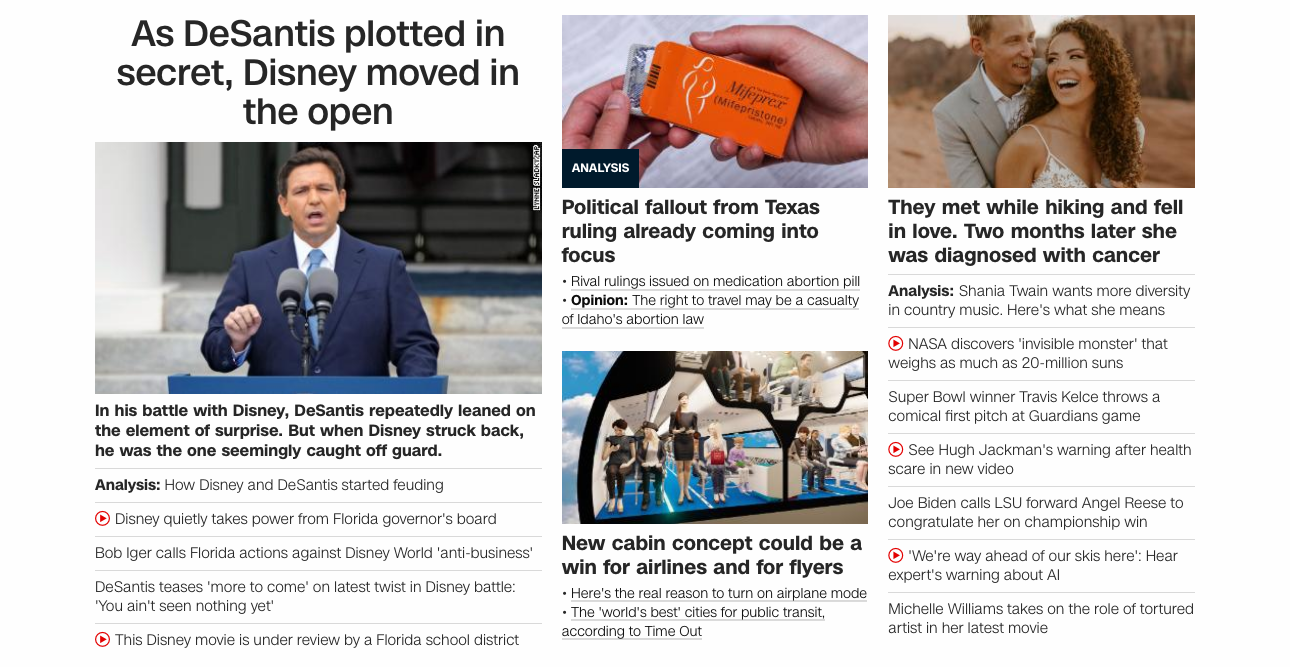 As DeSantis plotted in
secret, Disney moved in
the open
LYNNE SLADKY/AP
In his battle with Disney, DeSantis repeatedly leaned on
the element of surprise. But when Disney struck back,
he was the one seemingly caught off guard.
Analysis: How Disney and DeSantis started feuding
Disney quietly takes power from Florida governor's board
Bob Iger calls Florida actions against Disney World 'anti-business'
DeSantis teases 'more to come' on latest twist in Disney battle:
'You ain't seen nothing yet'
This Disney movie is under review by a Florida school district
Mifeprex
(Mifepristone)
ANALYSIS
Political fallout from Texas
ruling already coming into
focus
• Rival rulings issued on medication abortion pill
• Opinion: The right to travel may be a casualty
of Idaho's abortion law
New cabin concept could be a
win for airlines and for flyers
• Here's the real reason to turn on airplane mode
• The 'world's best' cities for public transit,
according to Time Out
They met while hiking and fell
in love. Two months later she
was diagnosed with cancer
Analysis: Shania Twain wants more diversity
in country music. Here's what she means
NASA discovers 'invisible monster' that
weighs as much as 20-million suns
Super Bowl winner Travis Kelce throws a
comical first pitch at Guardians game
See Hugh Jackman's warning after health
scare in new video
Joe Biden calls LSU forward Angel Reese to
congratulate her on championship win
'We're way ahead of our skis here': Hear
expert's warning about AI
Michelle Williams takes on the role of tortured
artist in her latest movie